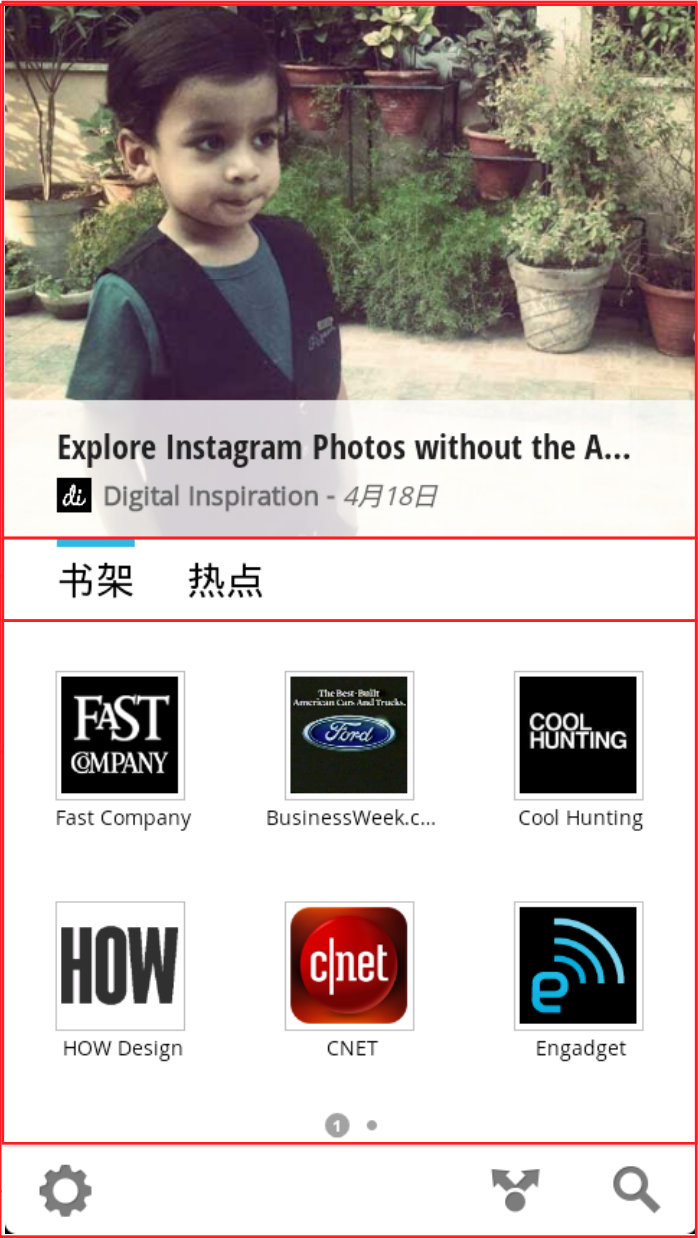 Explore Instagram Photos without the A...
di Digital Inspiration - 4月18日
书架 热点
FAST COMPANY
The Best-Built
American Cars And Trucks.
Ford
COOL
HUNTING
Fast Company BusinessWeek.c... Cool Hunting
HOW
c|net
e
HOW Design CNET Engadget
1